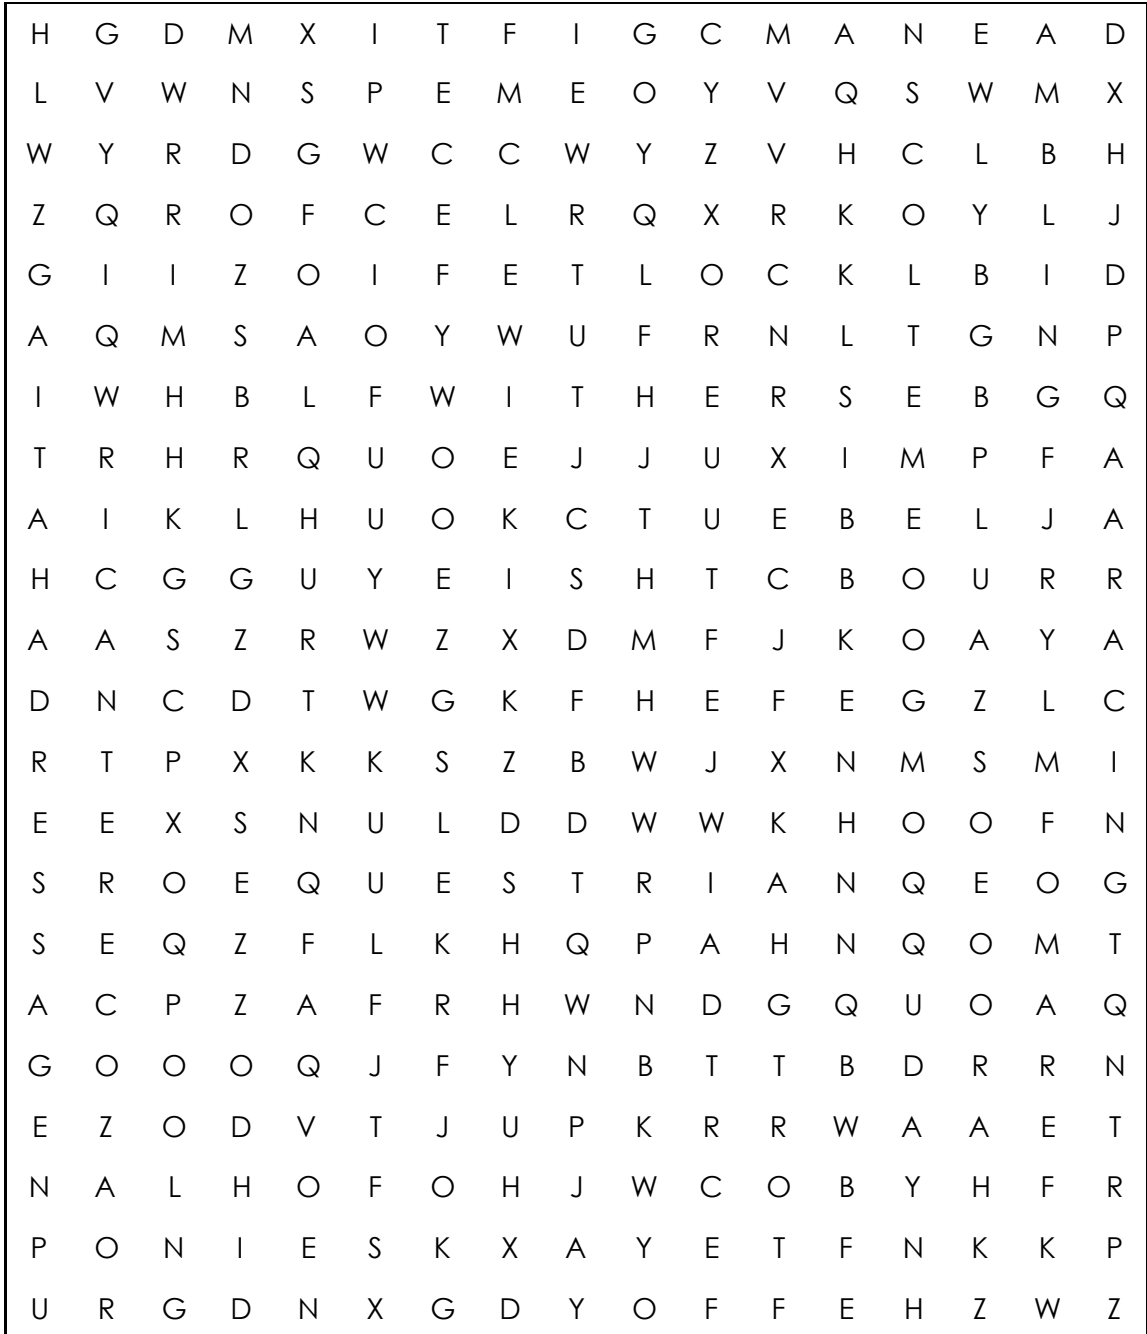 H G D M X I T F I G C M A N E A D
L V W N S P E M E O Y V Q S W M X
W Y R D G W C C W Y Z V H C L B H
Z Q R O F C E L R Q X R K O Y L J
G I I Z O I F E T L O C K L B I D
A Q M S A O Y W U F R N L T G N P
I W H B L F W I T H E R S E B G Q
T R H R Q U O E J J U X I M P F A
A I K L H U O K C T U E B E L J A
H C G G U Y E I S H T C B O U R R
A A S Z R W Z X D M F J K O A Y A
D N C D T W G K F H E F E G Z L C
R T P X K K S Z B W J X N M S M I
E E X S N U L D D W W K H O O F N
S R O E Q U E S T R I A N Q E O G
S E Q Z F L K H Q P A H N Q O M T
A C P Z A F R H W N D G Q U O A Q
G O O O Q J F Y N B T T B D R R N
E Z O D V T J U P K R R W A A E T
N A L H O F O H J W C O B Y H F R
P O N I E S K X A Y E T F N K K P
U R G D N X G D Y O F F E H Z W Z